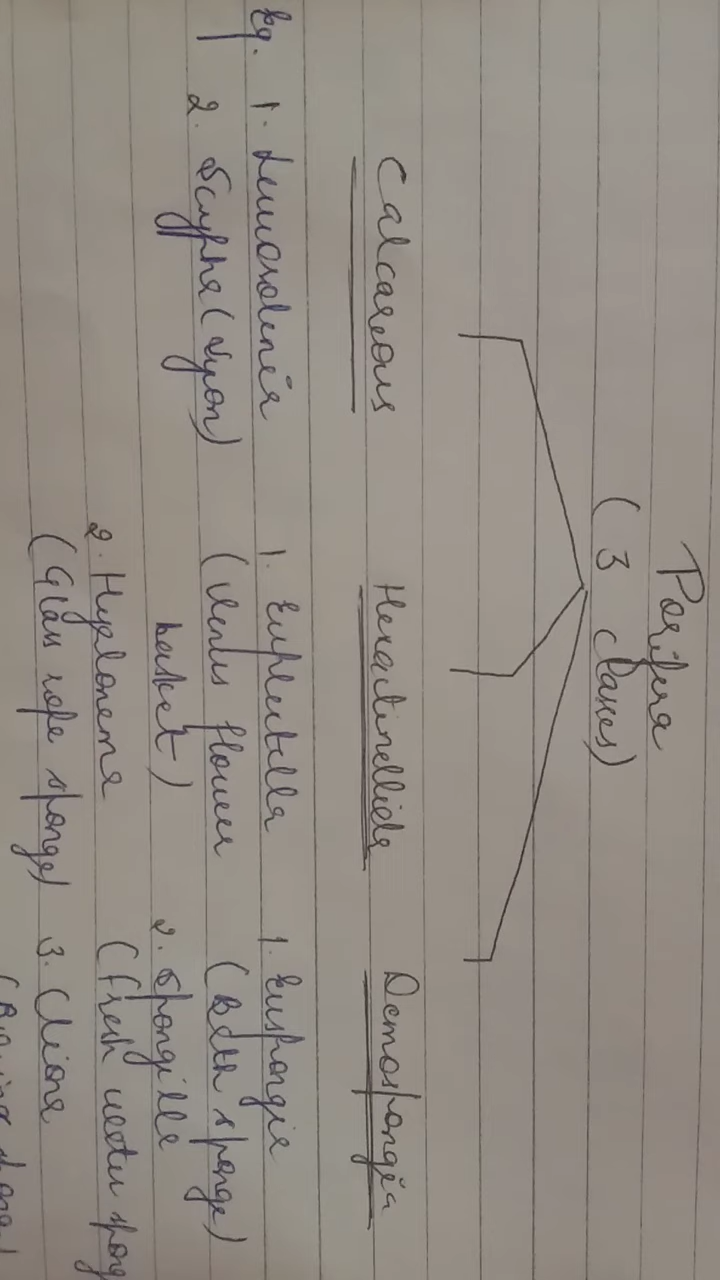 Porifera
(3 classes)
Calcareous
Eg. 1. Leucosolenia
2. Scypha (Sycon)
Hexactinellida
1. Euplectella
(Venus flower
basket)
2. Hyalonema
(Glass rope sponge)
Demospongia
1. Euspongia
(Bath sponge)
2. Spongilla
(fresh water spong
3. Cliona